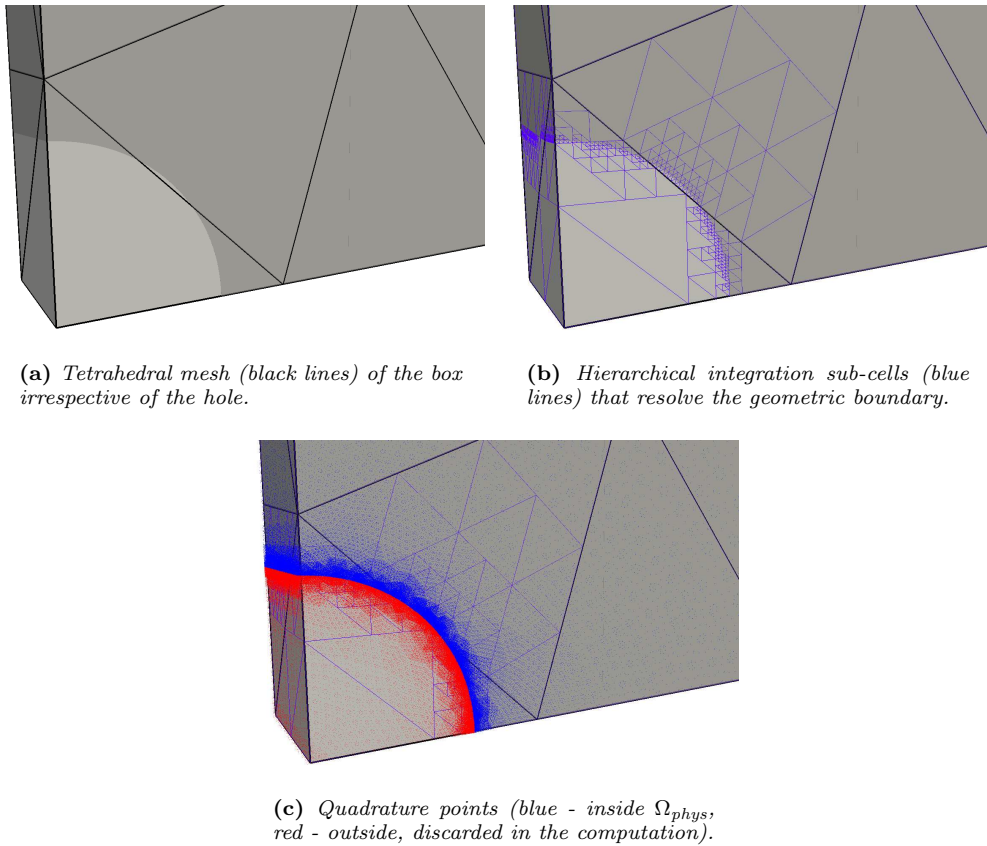 (a) Tetrahedral mesh (black lines) of the box
irrespective of the hole.
(b) Hierarchical integration sub-cells (blue
lines) that resolve the geometric boundary.
(c) Quadrature points (blue - inside Ω_phys,
red - outside, discarded in the computation).